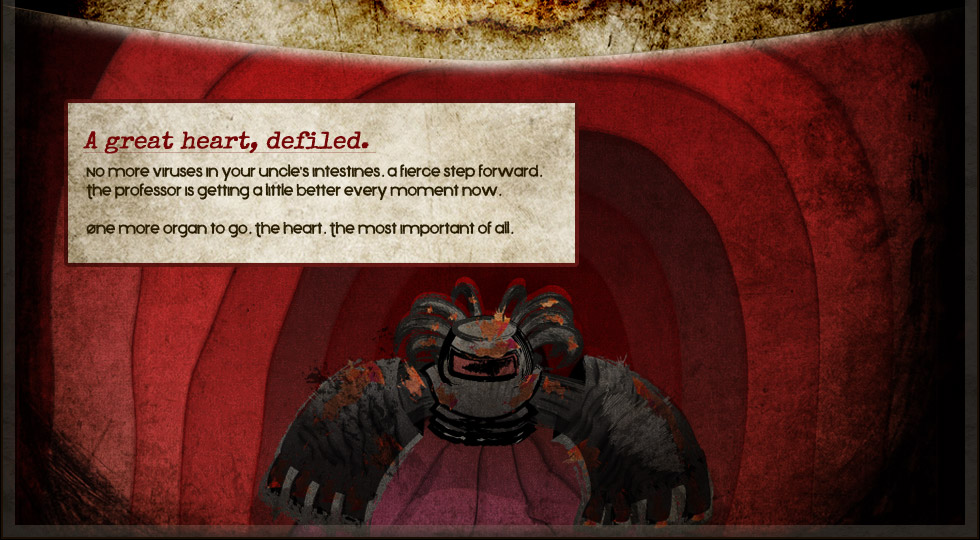 A great heart, defiled.
No more viruses in your uncle's intestines. a fierce step forward.
the professor is getting a little better every moment now.
øne more organ to go. the heart. the most important of all.